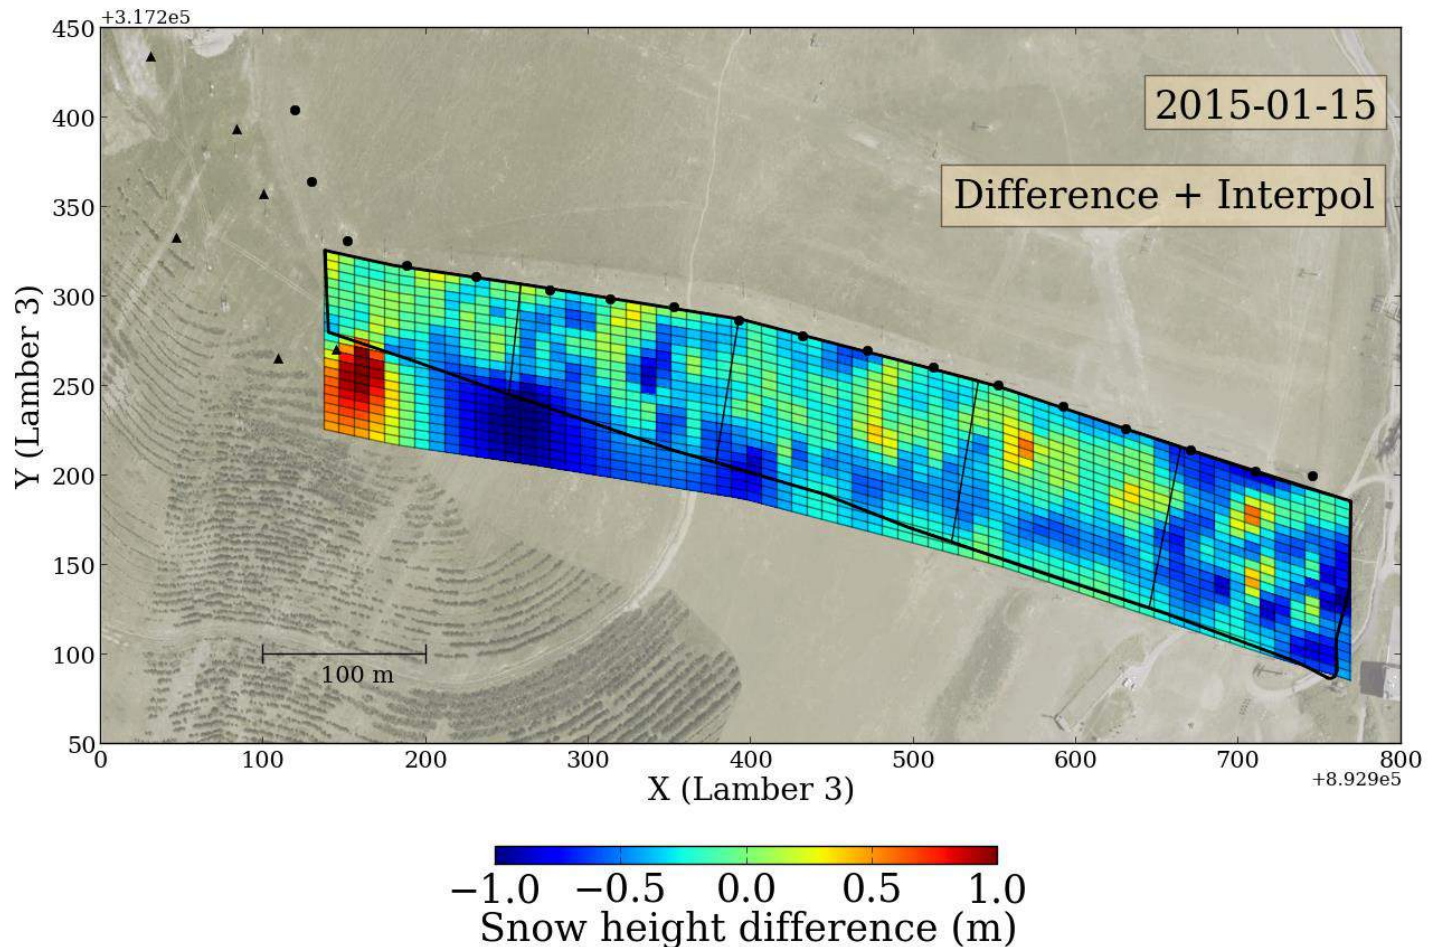 +3.172e5
450
400
350
300
250
200
150
100
50
Y (Lamber 3)
2015-01-15
Difference + Interpol
100 m
0 100 200 300 400 500 600 700 800
+8.929e5
X (Lamber 3)
−1.0 −0.5 0.0 0.5 1.0
Snow height difference (m)